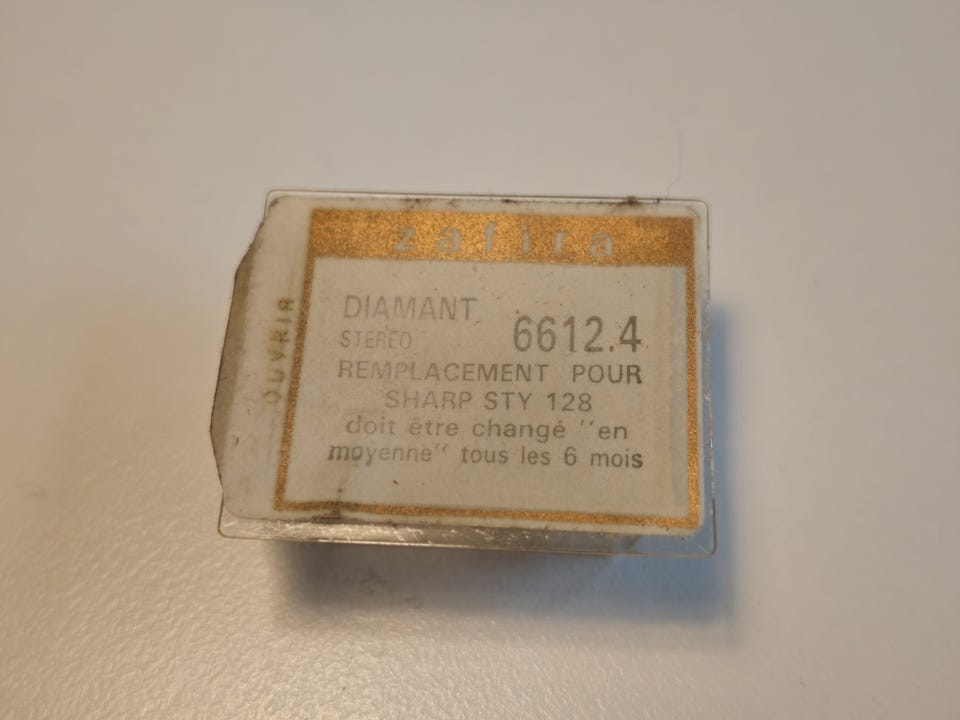 zafira
DIAMANT
STEREO
6612.4
REMPLACEMENT POUR
SHARP STY 128
doit être changé "en
moyenne" tous les 6 mois
OUVRIR